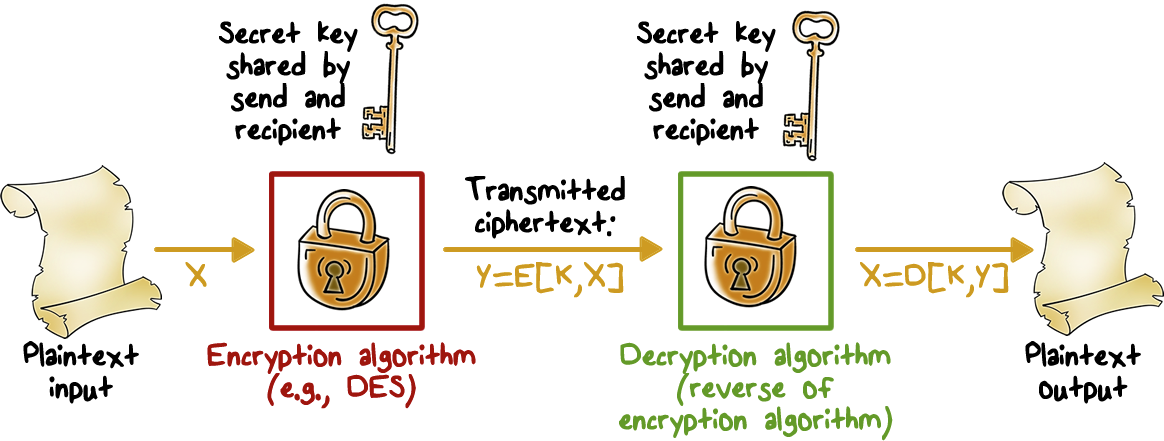 Secret key
shared by
send and
recipient
Secret key
shared by
send and
recipient
Transmitted
ciphertext:
X
Y=E[K,X]
X=D[K,Y]
Plaintext
input
Encryption algorithm
(e.g., DES)
Decryption algorithm
(reverse of
encryption algorithm)
Plaintext
output